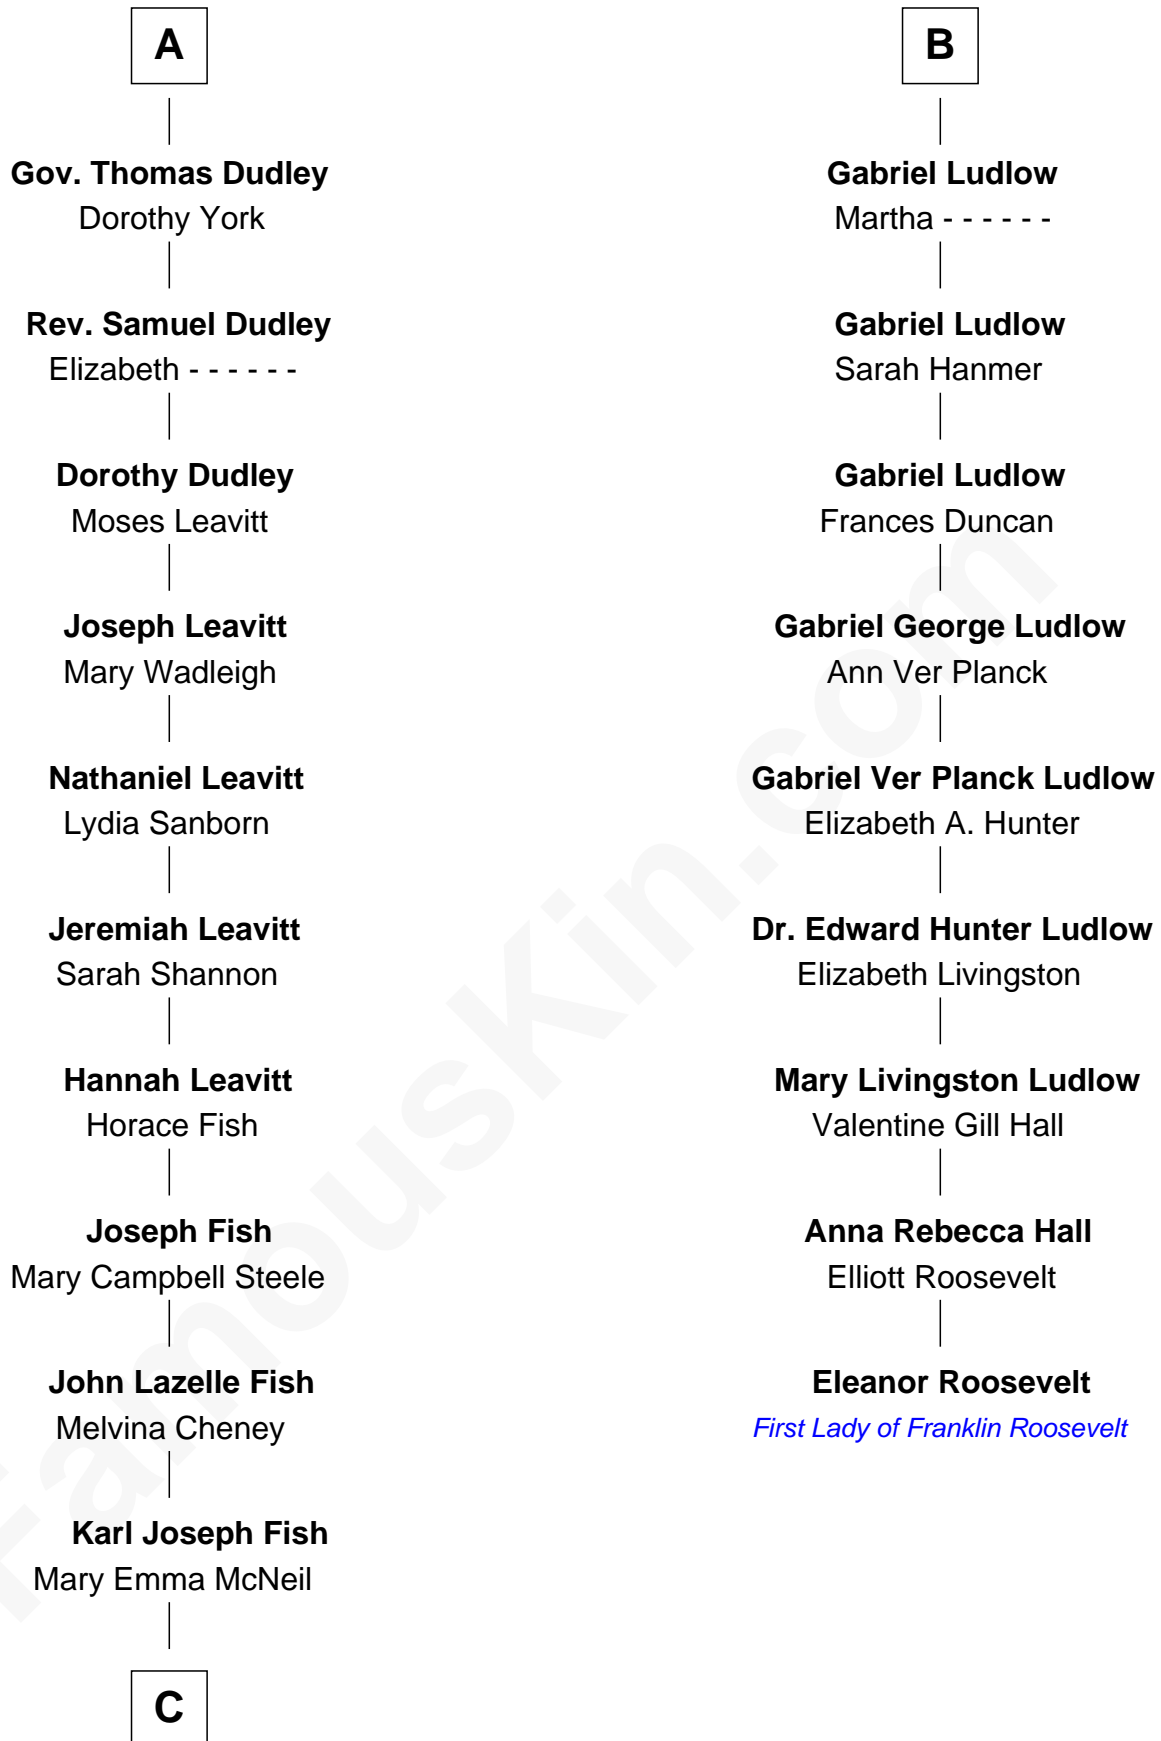 A
Gov. Thomas Dudley
Dorothy York
Rev. Samuel Dudley
Elizabeth - - - - - -
Dorothy Dudley
Moses Leavitt
Joseph Leavitt
Mary Wadleigh
Nathaniel Leavitt
Lydia Sanborn
Jeremiah Leavitt
Sarah Shannon
Hannah Leavitt
Horace Fish
Joseph Fish
Mary Campbell Steele
John Lazelle Fish
Melvina Cheney
Karl Joseph Fish
Mary Emma McNeil
C
B
Gabriel Ludlow
Martha - - - - - -
Gabriel Ludlow
Sarah Hanmer
Gabriel Ludlow
Frances Duncan
Gabriel George Ludlow
Ann Ver Planck
Gabriel Ver Planck Ludlow
Elizabeth A. Hunter
Dr. Edward Hunter Ludlow
Elizabeth Livingston
Mary Livingston Ludlow
Valentine Gill Hall
Anna Rebecca Hall
Elliott Roosevelt
Eleanor Roosevelt
First Lady of Franklin Roosevelt
FamousKin.com